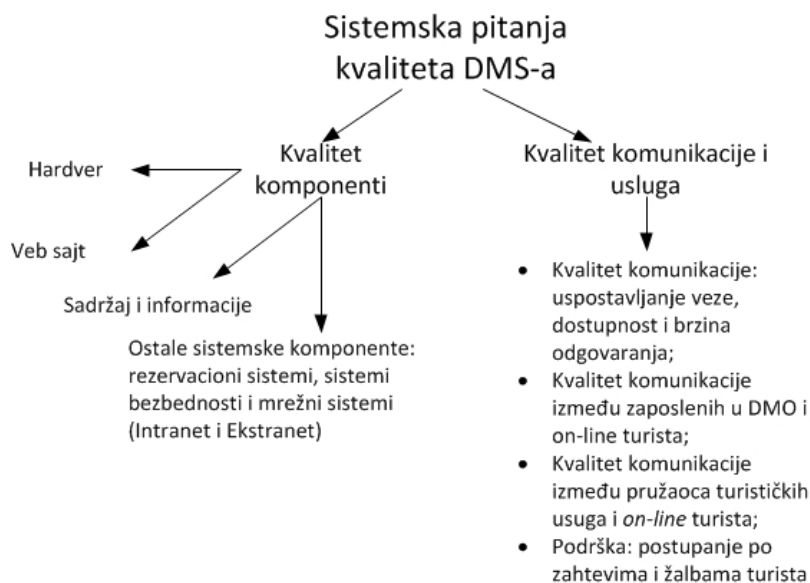 Sistemska pitanja
kvaliteta DMS-a
Kvalitet
komponenti
Hardver
Veb sajt
Sadržaj i informacije
Ostale sistemske komponente:
rezervacioni sistemi, sistemi
bezbednosti i mrežni sistemi
(Intranet i Ekstranet)
Kvalitet komunikacije i
usluga
• Kvalitet komunikacije:
uspostavljanje veze,
dostupnost i brzina
odgovaranja;
• Kvalitet komunikacije
između zaposlenih u DMO i
on-line turista;
• Kvalitet komunikacije
između pružaoca turističkih
usuga i on-line turista;
• Podrška: postupanje po
zahtevima i žalbama turista